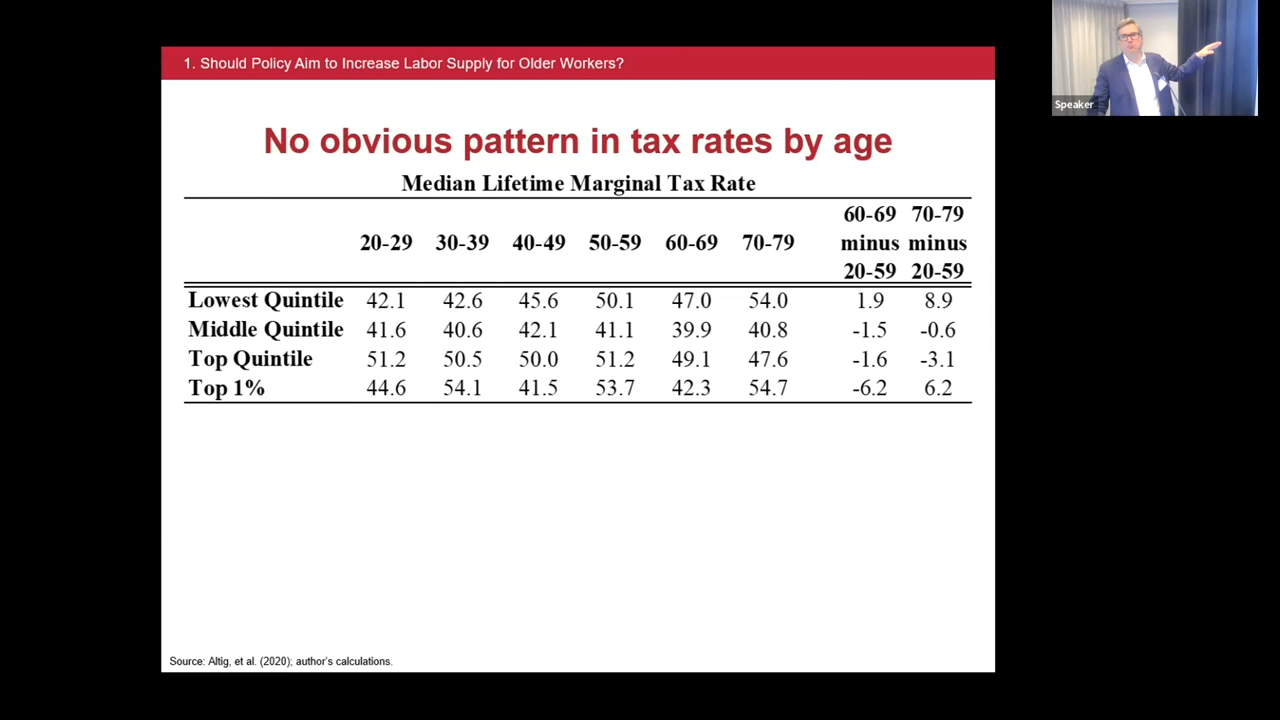 1. Should Policy Aim to Increase Labor Supply for Older Workers?
Speaker
No obvious pattern in tax rates by age
Median Lifetime Marginal Tax Rate
20-29 30-39 40-49 50-59 60-69 70-79 60-69 minus 20-59 70-79 minus 20-59
Lowest Quintile 42.1 42.6 45.6 50.1 47.0 54.0 1.9 8.9
Middle Quintile 41.6 40.6 42.1 41.1 39.9 40.8 -1.5 -0.6
Top Quintile 51.2 50.5 50.0 51.2 49.1 47.6 -1.6 -3.1
Top 1% 44.6 54.1 41.5 53.7 42.3 54.7 -6.2 6.2
Source: Altig, et al. (2020); author's calculations.